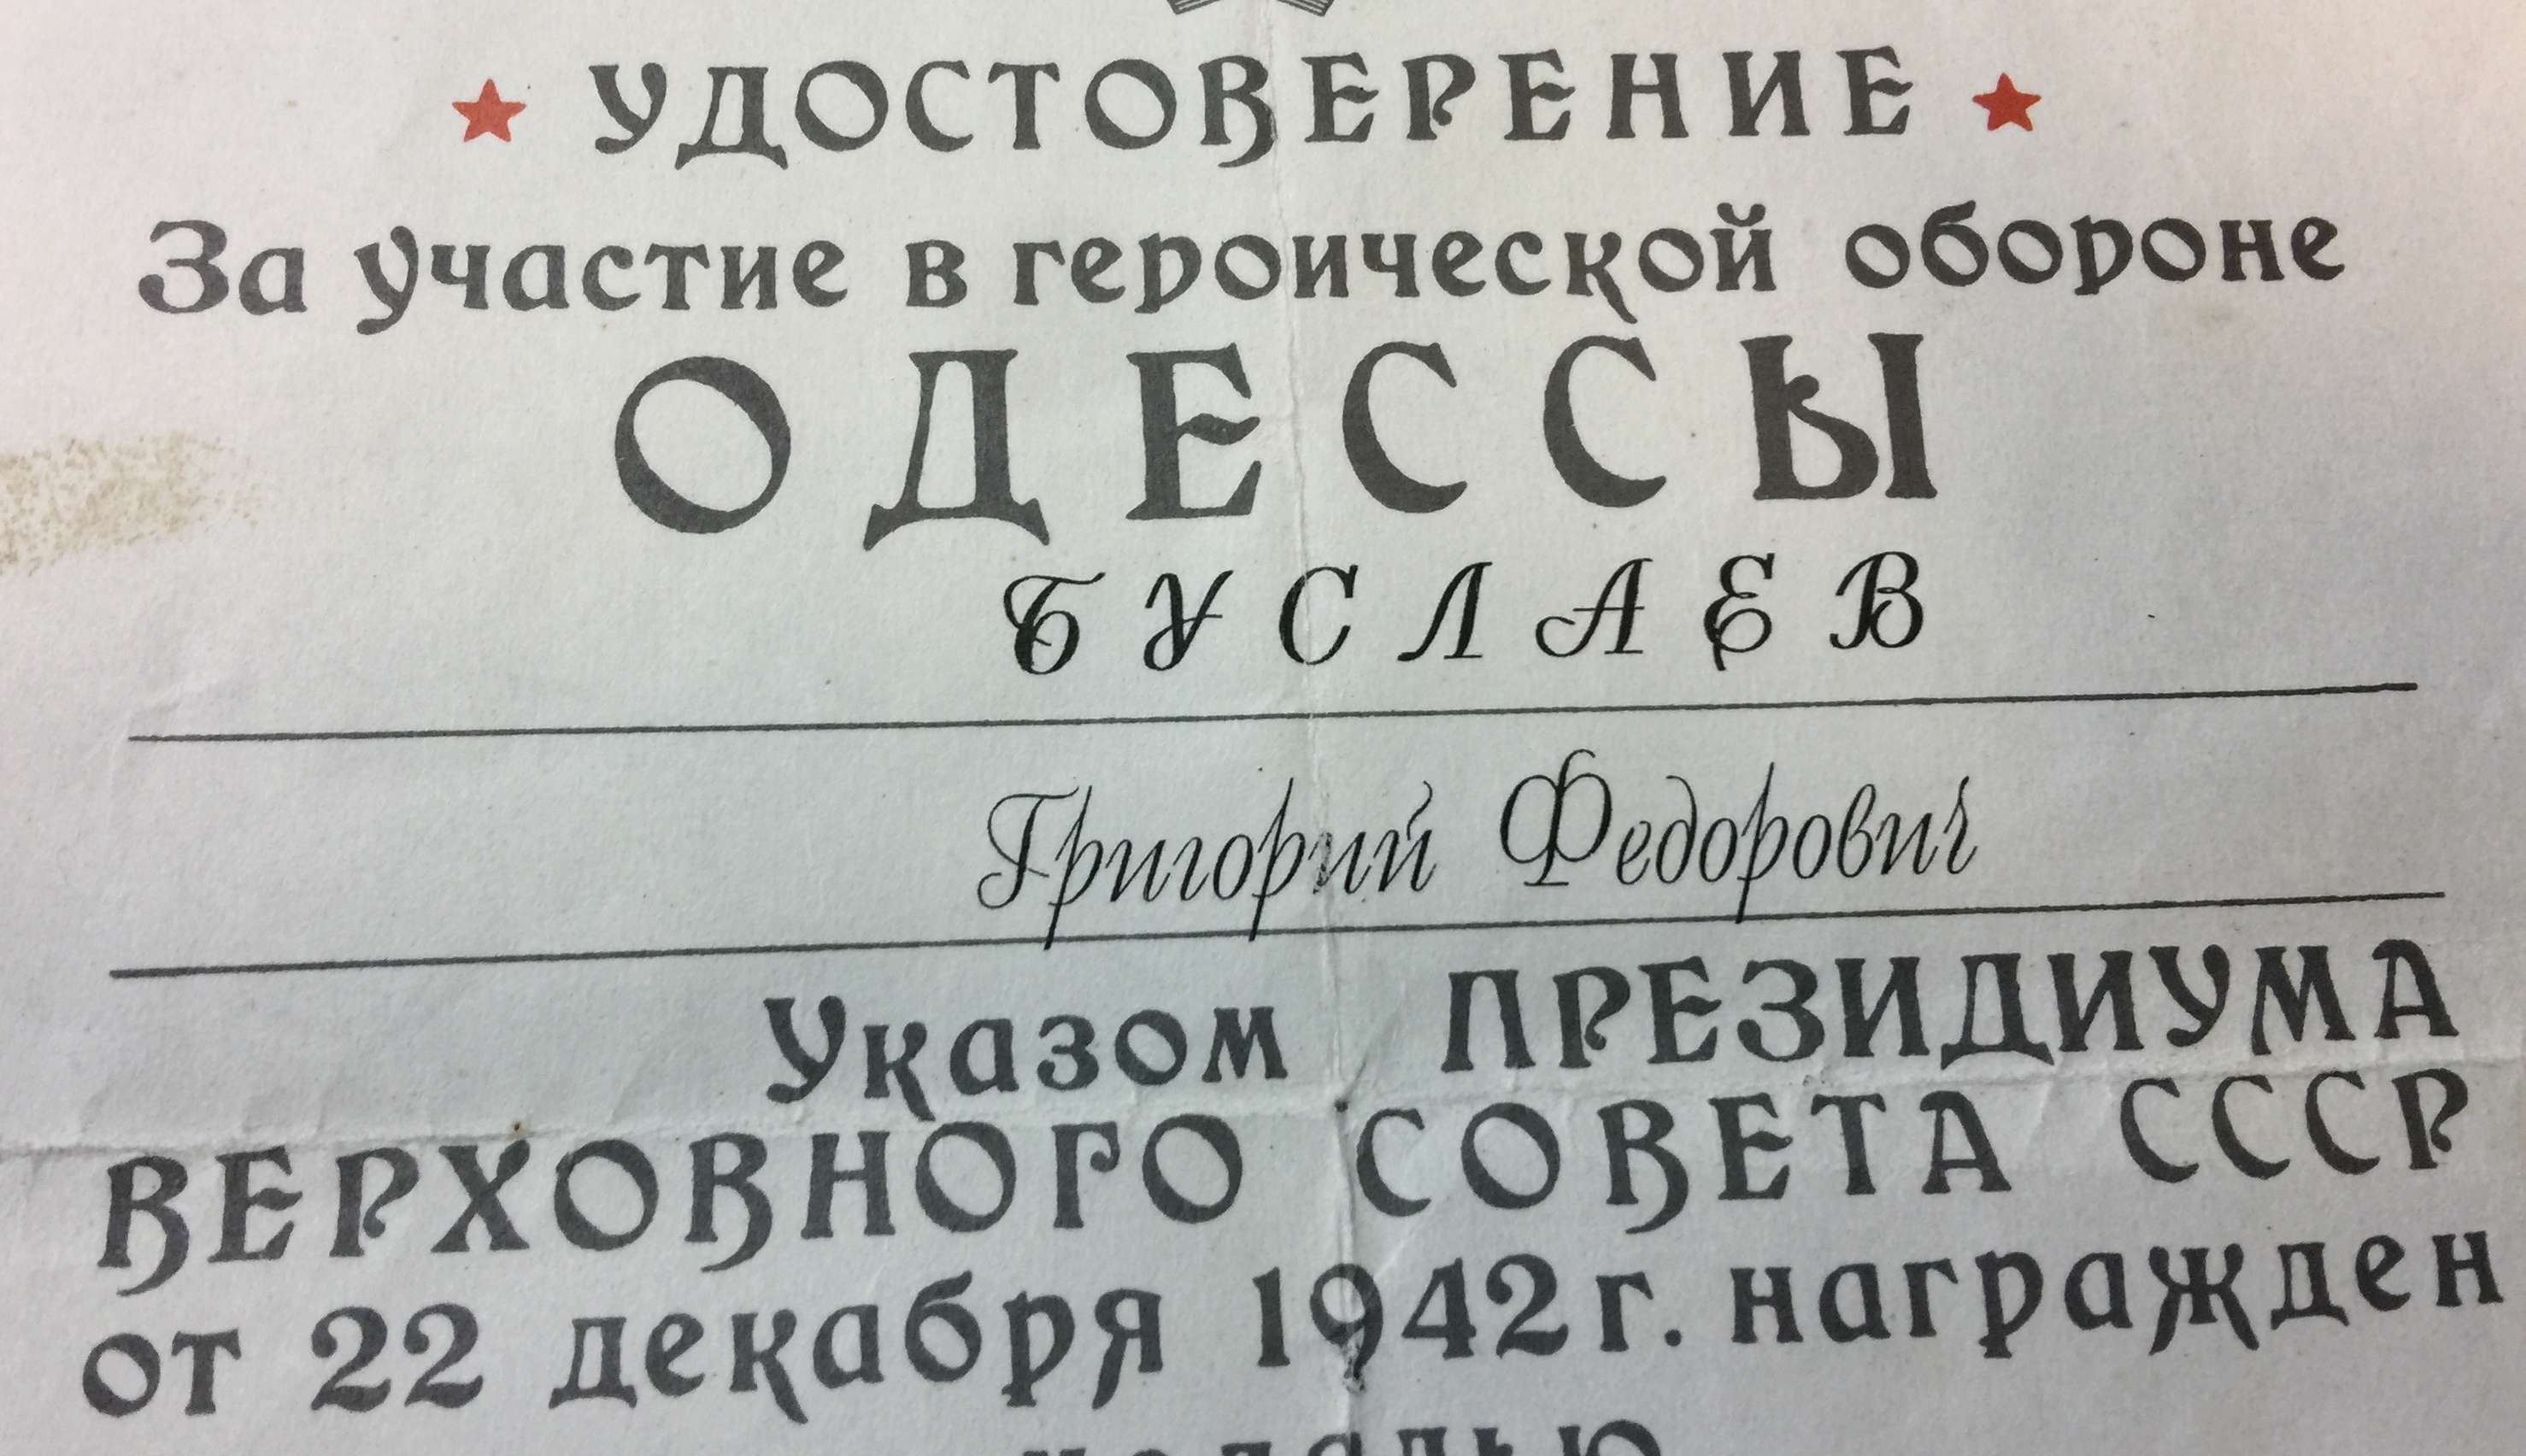 УДОСТОВЕРЕНИЕ
За участие в героической обороне
ОДЕССЫ
БУСЛАЕВ
Григорий Федорович
Указом ПРЕЗИДИУМА
ВЕРХОВНОГО СОВЕТА СССР
от 22 декабря 1942 г. награжден
медалью